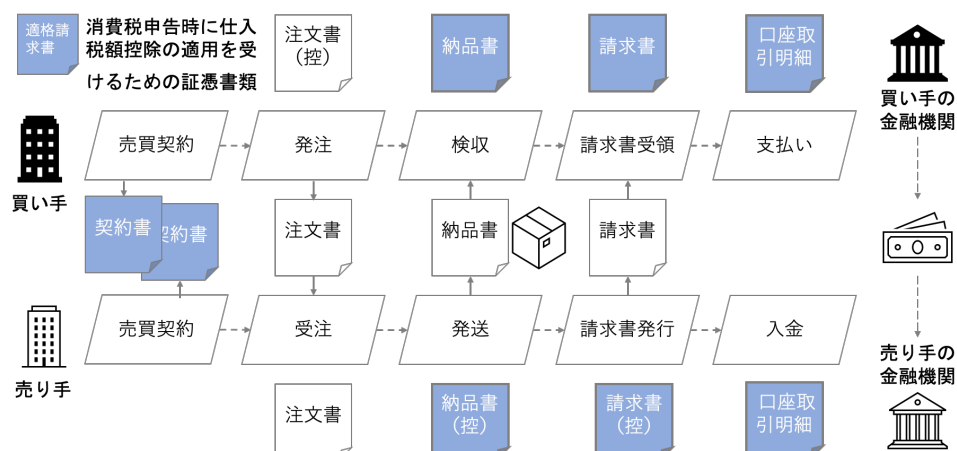 適格請
求書
消費税申告時に仕入
税額控除の適用を受
けるための証憑書類
注文書
（控）
納品書
請求書
口座取
引明細
買い手の
金融機関
売買契約
発注
検収
請求書受領
支払い
買い手
契約書
契約書
注文書
納品書
請求書
売買契約
受注
発送
請求書発行
入金
売り手
売り手の
金融機関
注文書
納品書
（控）
請求書
（控）
口座取
引明細